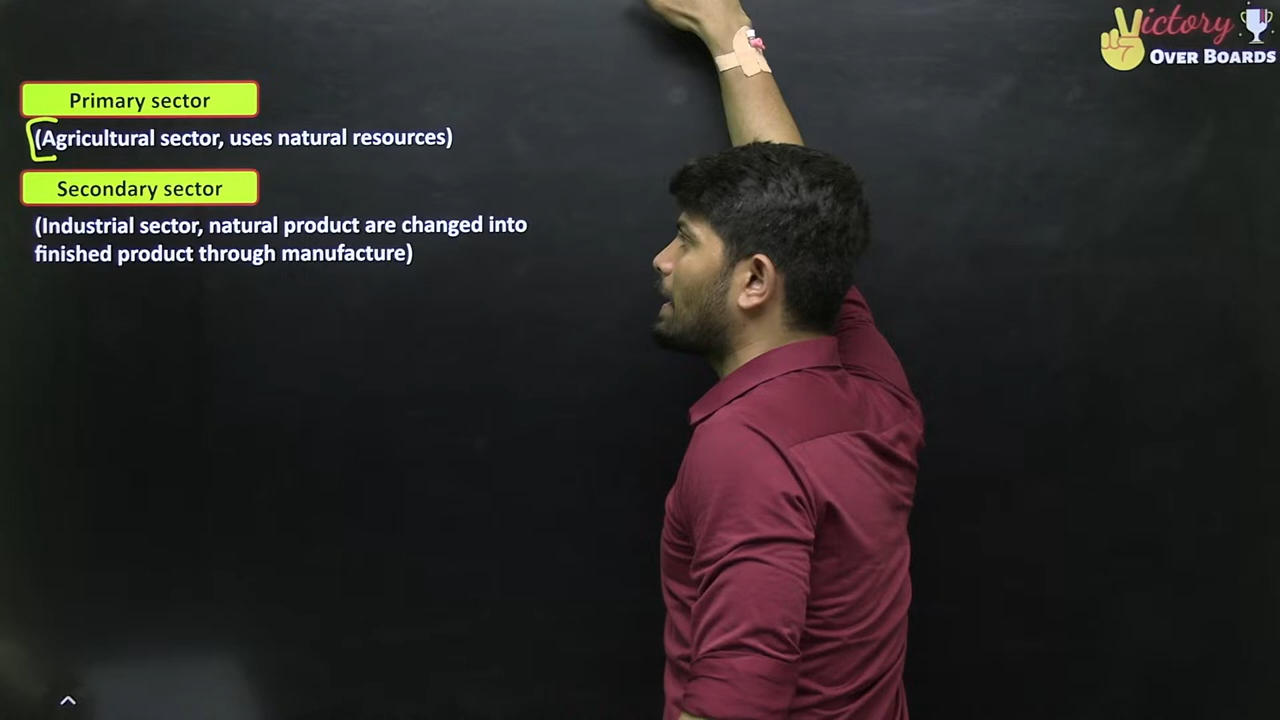 Victory
OVER BOARDS
Primary sector
(Agricultural sector, uses natural resources)
Secondary sector
(Industrial sector, natural product are changed into
finished product through manufacture)